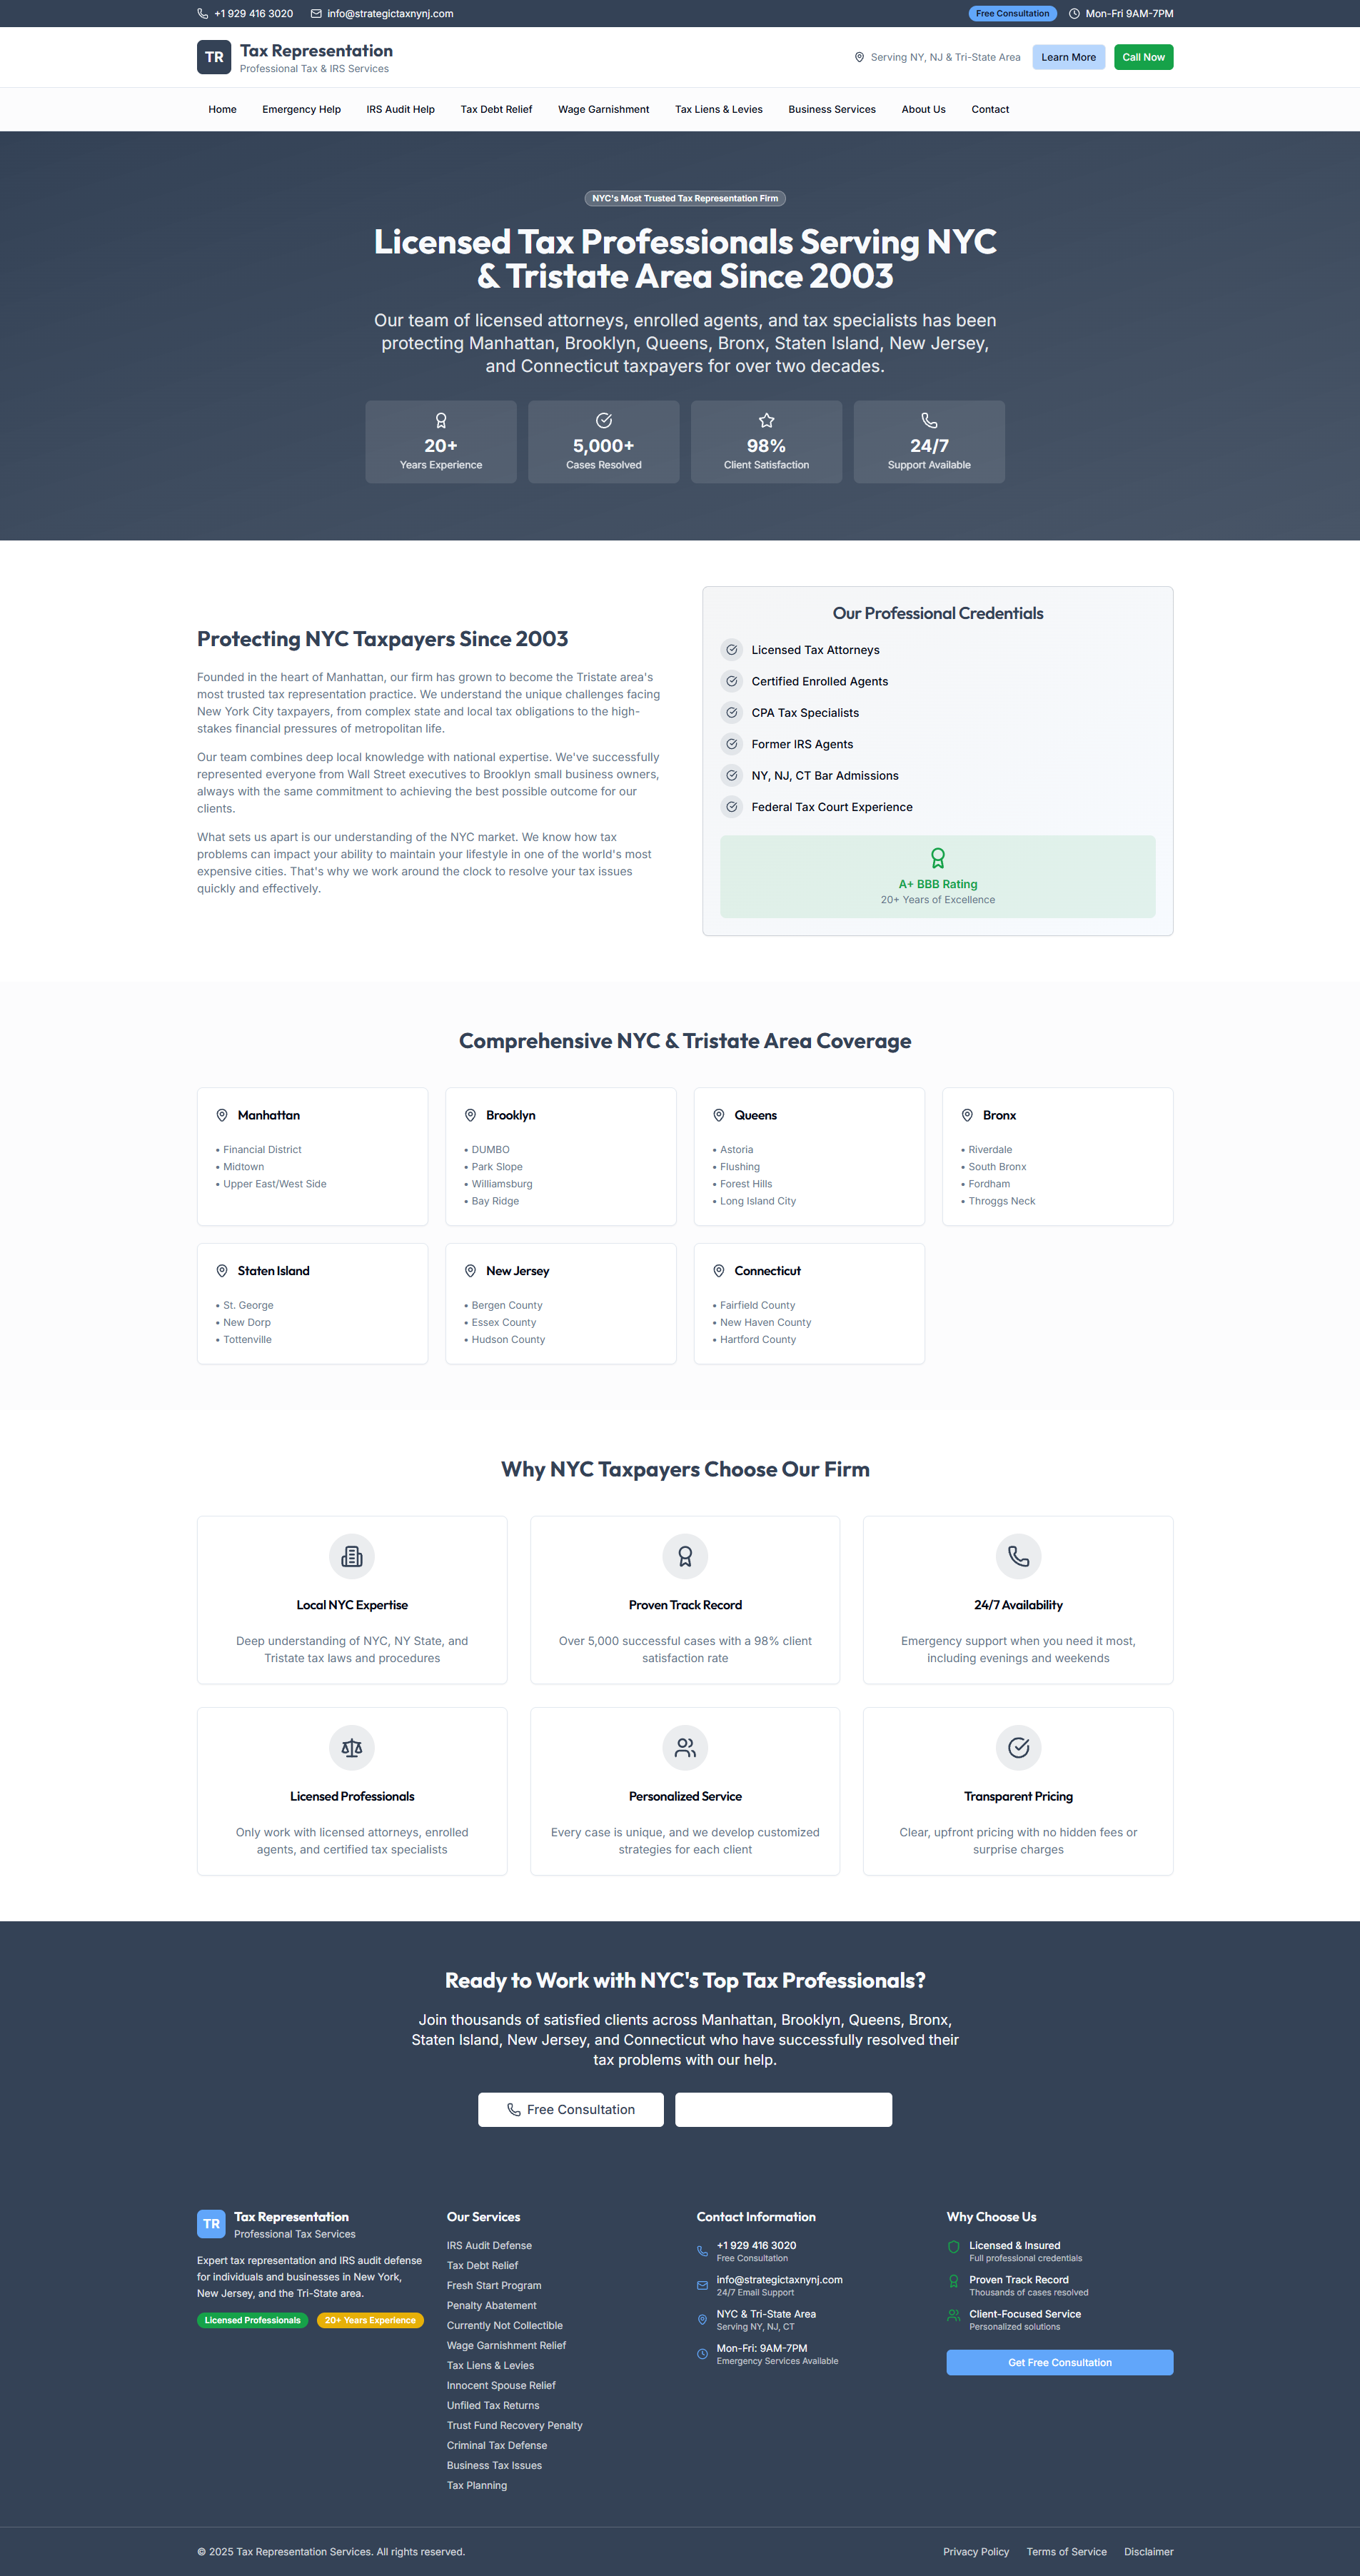 +1 929 416 3020
info@strategictaxnynj.com
Free Consultation
Mon-Fri 9AM-7PM
TR
Tax Representation
Professional Tax & IRS Services
Serving NY, NJ & Tri-State Area
Learn More
Call Now
Home
Emergency Help
IRS Audit Help
Tax Debt Relief
Wage Garnishment
Tax Liens & Levies
Business Services
About Us
Contact
NYC's Most Trusted Tax Representation Firm
Licensed Tax Professionals Serving NYC
& Tristate Area Since 2003
Our team of licensed attorneys, enrolled agents, and tax specialists has been
protecting Manhattan, Brooklyn, Queens, Bronx, Staten Island, New Jersey,
and Connecticut taxpayers for over two decades.
20+
Years Experience
5,000+
Cases Resolved
98%
Client Satisfaction
24/7
Support Available
Protecting NYC Taxpayers Since 2003
Founded in the heart of Manhattan, our firm has grown to become the Tristate area's
most trusted tax representation practice. We understand the unique challenges facing
New York City taxpayers, from complex state and local tax obligations to the high-
stakes financial pressures of metropolitan life.
Our team combines deep local knowledge with national expertise. We've successfully
represented everyone from Wall Street executives to Brooklyn small business owners,
always with the same commitment to achieving the best possible outcome for our
clients.
What sets us apart is our understanding of the NYC market. We know how tax
problems can impact your ability to maintain your lifestyle in one of the world's most
expensive cities. That's why we work around the clock to resolve your tax issues
quickly and effectively.
Our Professional Credentials
Licensed Tax Attorneys
Certified Enrolled Agents
CPA Tax Specialists
Former IRS Agents
NY, NJ, CT Bar Admissions
Federal Tax Court Experience
A+ BBB Rating
20+ Years of Excellence
Comprehensive NYC & Tristate Area Coverage
Manhattan
• Financial District
• Midtown
• Upper East/West Side
Brooklyn
• DUMBO
• Park Slope
• Williamsburg
• Bay Ridge
Queens
• Astoria
• Flushing
• Forest Hills
• Long Island City
Bronx
• Riverdale
• South Bronx
• Fordham
• Throggs Neck
Staten Island
• St. George
• New Dorp
• Tottenville
New Jersey
• Bergen County
• Essex County
• Hudson County
Connecticut
• Fairfield County
• New Haven County
• Hartford County
Why NYC Taxpayers Choose Our Firm
Local NYC Expertise
Deep understanding of NYC, NY State, and
Tristate tax laws and procedures
Proven Track Record
Over 5,000 successful cases with a 98% client
satisfaction rate
24/7 Availability
Emergency support when you need it most,
including evenings and weekends
Licensed Professionals
Only work with licensed attorneys, enrolled
agents, and certified tax specialists
Personalized Service
Every case is unique, and we develop customized
strategies for each client
Transparent Pricing
Clear, upfront pricing with no hidden fees or
surprise charges
Ready to Work with NYC's Top Tax Professionals?
Join thousands of satisfied clients across Manhattan, Brooklyn, Queens, Bronx,
Staten Island, New Jersey, and Connecticut who have successfully resolved their
tax problems with our help.
Free Consultation
TR
Tax Representation
Professional Tax Services
Expert tax representation and IRS audit defense
for individuals and businesses in New York,
New Jersey, and the Tri-State area.
Licensed Professionals
20+ Years Experience
Our Services
IRS Audit Defense
Tax Debt Relief
Fresh Start Program
Penalty Abatement
Currently Not Collectible
Wage Garnishment Relief
Tax Liens & Levies
Innocent Spouse Relief
Unfiled Tax Returns
Trust Fund Recovery Penalty
Criminal Tax Defense
Business Tax Issues
Tax Planning
Contact Information
+1 929 416 3020
Free Consultation
info@strategictaxnynj.com
24/7 Email Support
NYC & Tri-State Area
Serving NY, NJ, CT
Mon-Fri: 9AM-7PM
Emergency Services Available
Why Choose Us
Licensed & Insured
Full professional credentials
Proven Track Record
Thousands of cases resolved
Client-Focused Service
Personalized solutions
Get Free Consultation
© 2025 Tax Representation Services. All rights reserved.
Privacy Policy
Terms of Service
Disclaimer